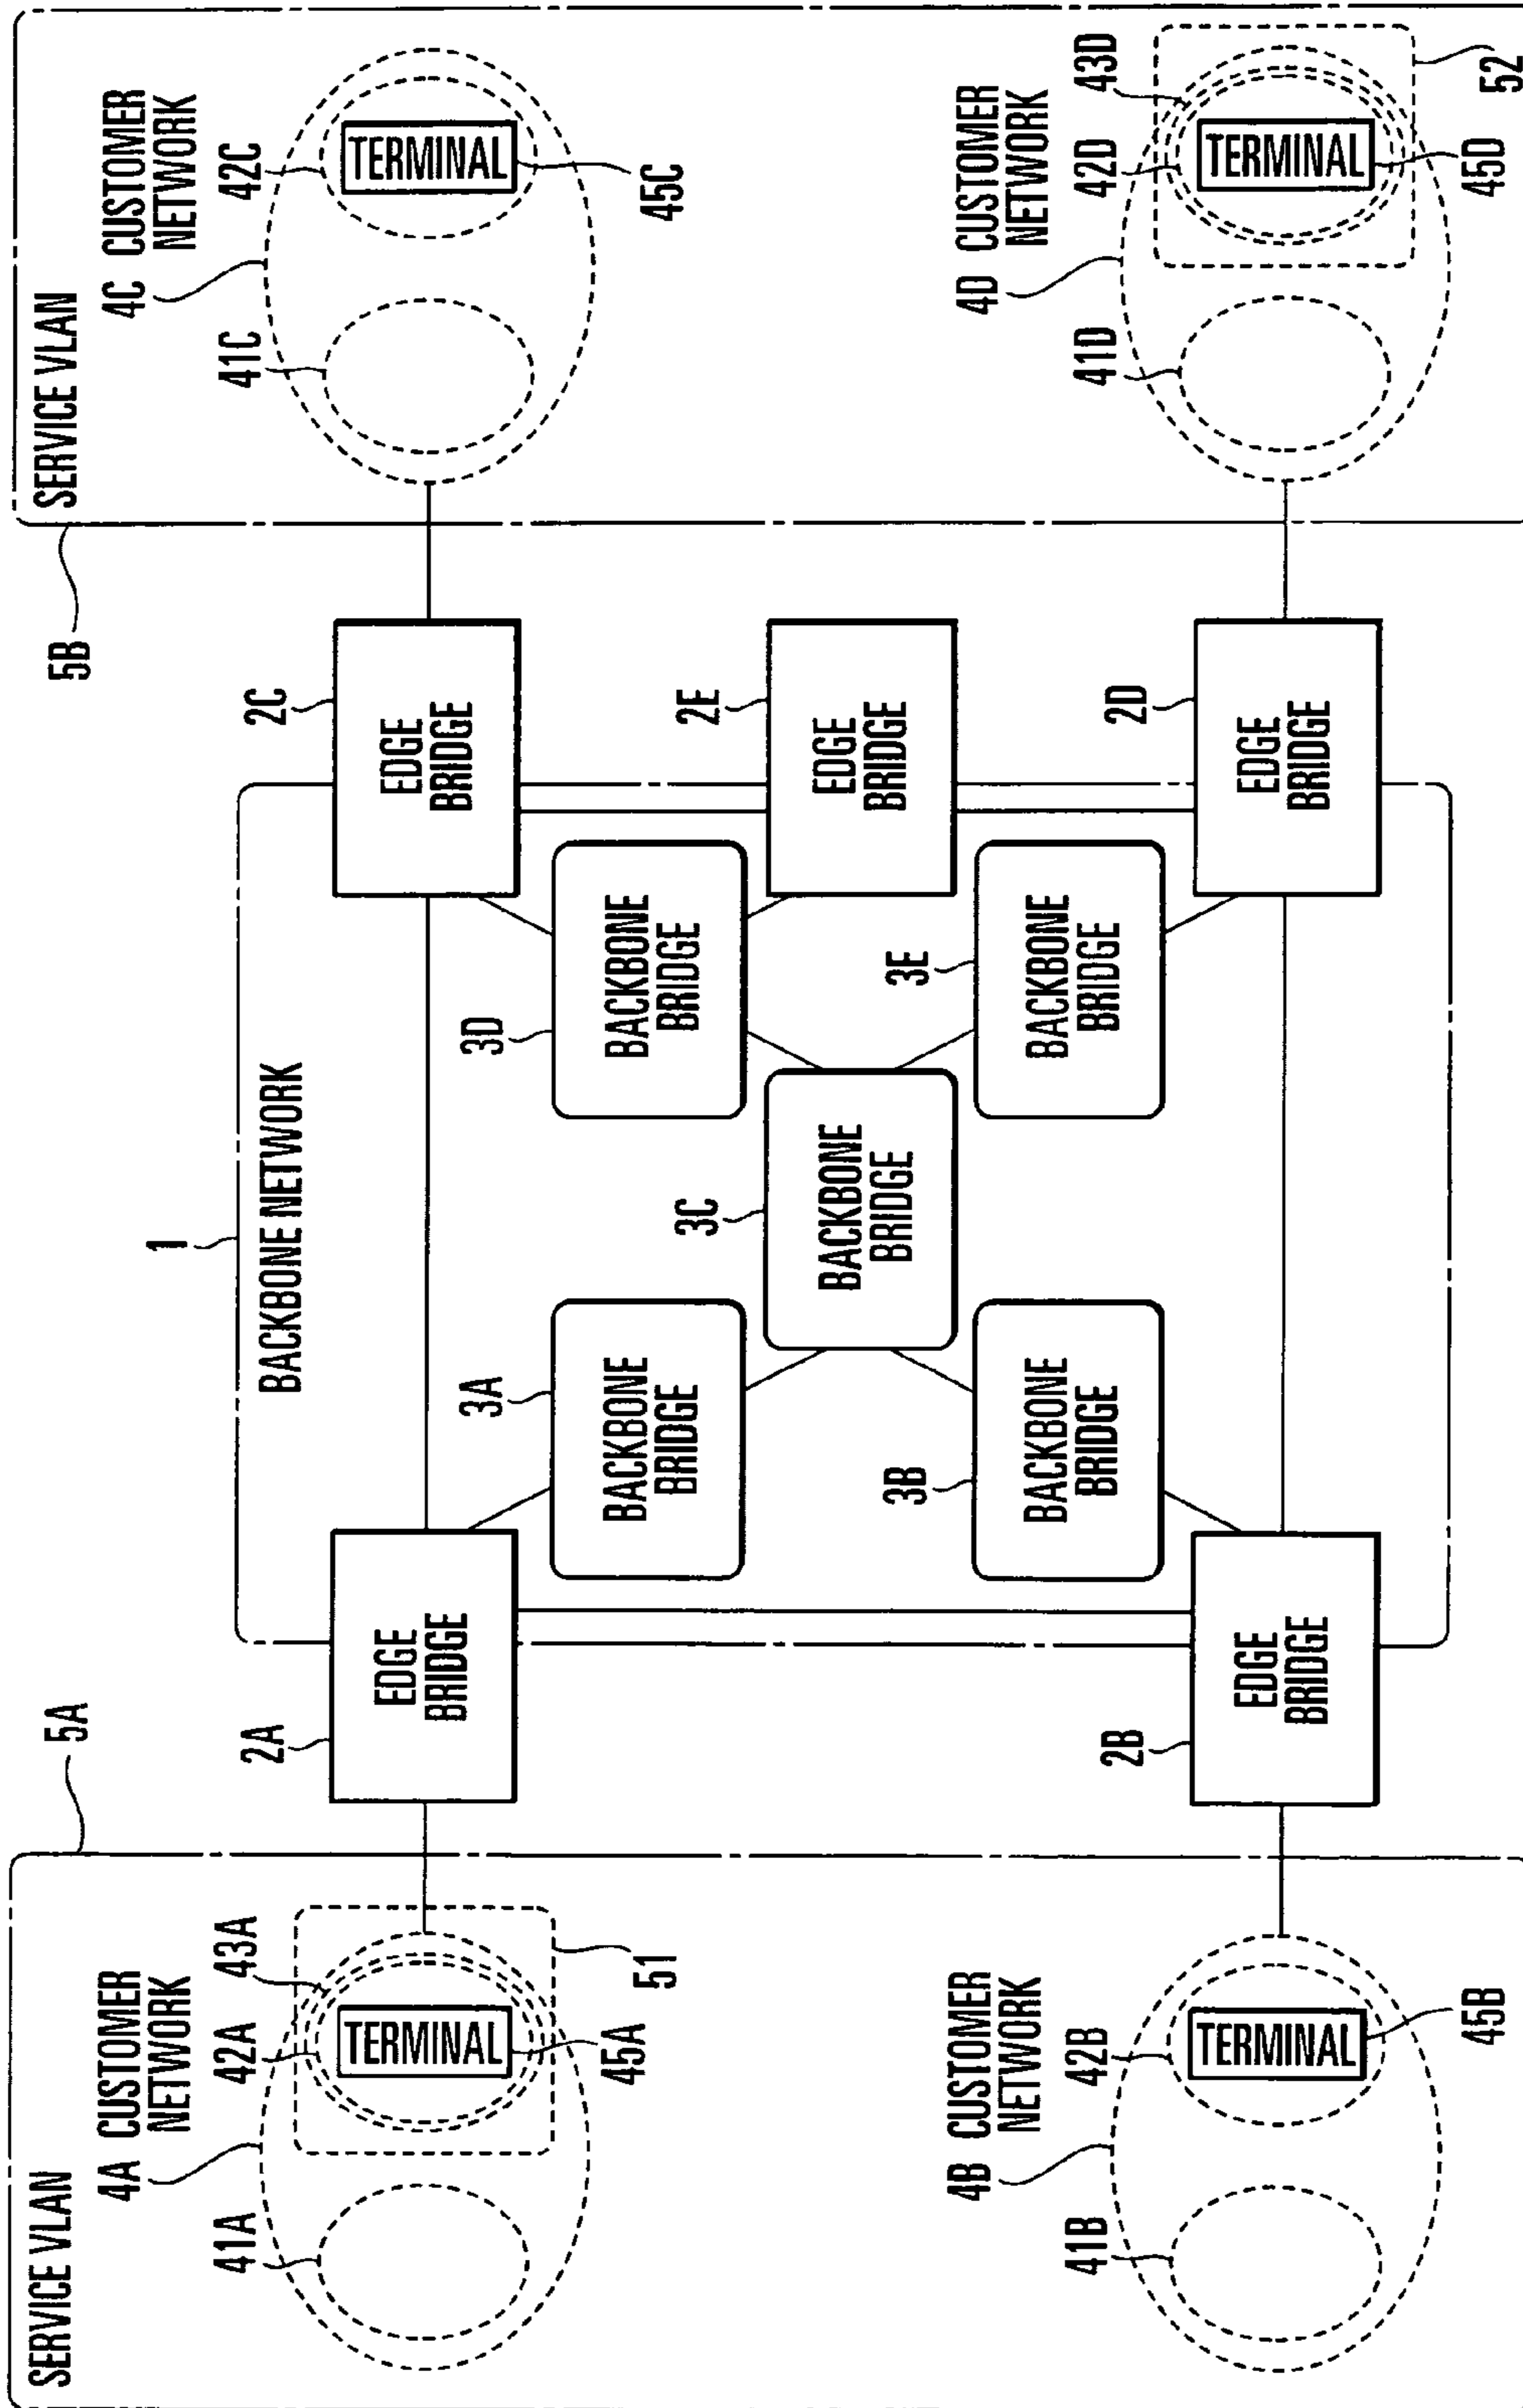 5A
5B
SERVICE VLAN
4A CUSTOMER
NETWORK
41A
42A
43A
TERMINAL
45A
51
4B CUSTOMER
NETWORK
41B
42B
TERMINAL
45B
1
BACKBONE NETWORK
2A
EDGE
BRIDGE
2B
EDGE
BRIDGE
3A
BACKBONE
BRIDGE
3B
BACKBONE
BRIDGE
3C
BACKBONE
BRIDGE
3D
BACKBONE
BRIDGE
3E
BACKBONE
BRIDGE
2C
EDGE
BRIDGE
2E
EDGE
BRIDGE
2D
EDGE
BRIDGE
SERVICE VLAN
4C CUSTOMER
NETWORK
41C
42C
TERMINAL
45C
4D CUSTOMER
NETWORK
41D
42D
43D
TERMINAL
45D
52